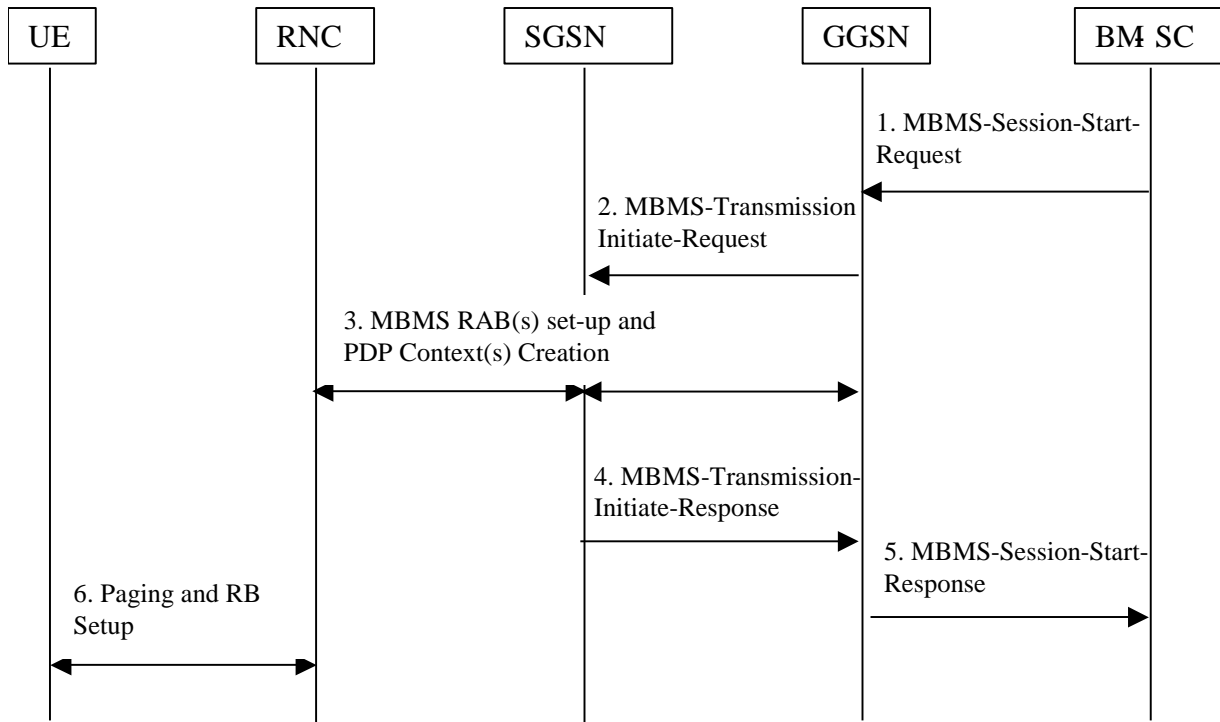 UE
RNC
SGSN
GGSN
BM-SC
1. MBMS-Session-Start-
Request
2. MBMS-Transmission
Initiate-Request
3. MBMS RAB(s) set-up and
PDP Context(s) Creation
4. MBMS-Transmission-
Initiate-Response
5. MBMS-Session-Start-
Response
6. Paging and RB
Setup